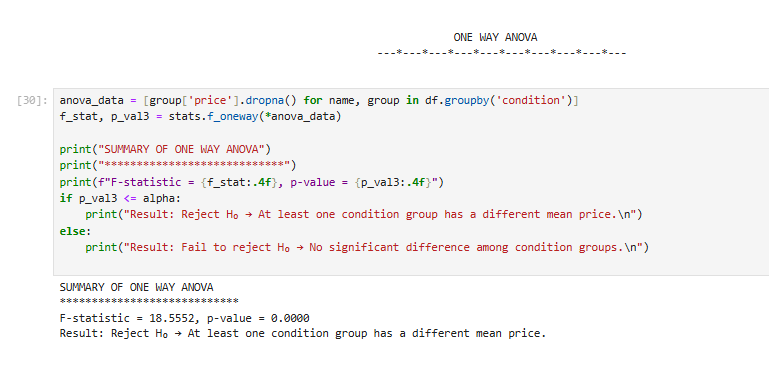 ONE WAY ANOVA
---*---*---*---*---*---*---*---*---*---
[30]:
anova_data = [group['price'].dropna() for name, group in df.groupby('condition')]
f_stat, p_val3 = stats.f_oneway(*anova_data)
print("SUMMARY OF ONE WAY ANOVA")
print("****************************")
print(f"F-statistic = {f_stat:.4f}, p-value = {p_val3:.4f}")
if p_val3 <= alpha:
    print("Result: Reject H₀ → At least one condition group has a different mean price.\n")
else:
    print("Result: Fail to reject H₀ → No significant difference among condition groups.\n")
SUMMARY OF ONE WAY ANOVA
****************************
F-statistic = 18.5552, p-value = 0.0000
Result: Reject H₀ → At least one condition group has a different mean price.